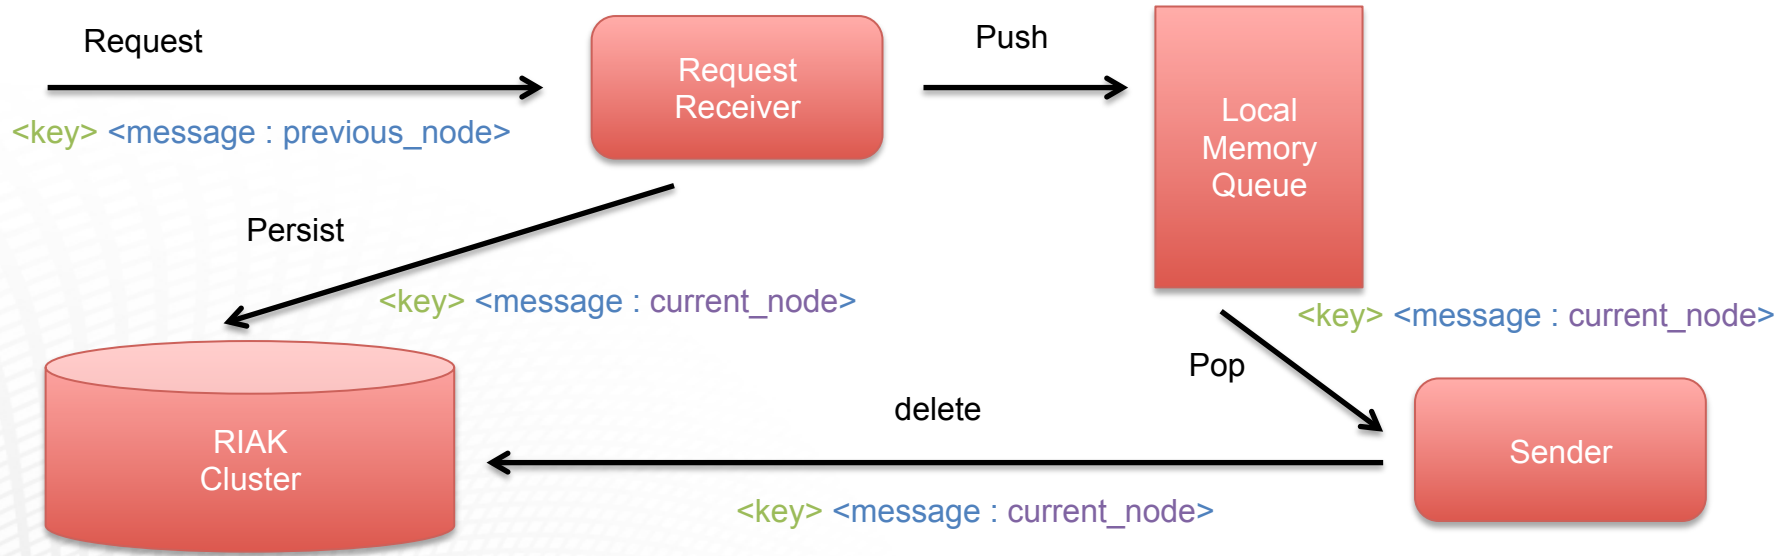 Request
<key> <message : previous_node>
Request
Receiver
Push
Local
Memory
Queue
Persist
<key> <message : current_node>
<key> <message : current_node>
Pop
RIAK
Cluster
delete
<key> <message : current_node>
Sender